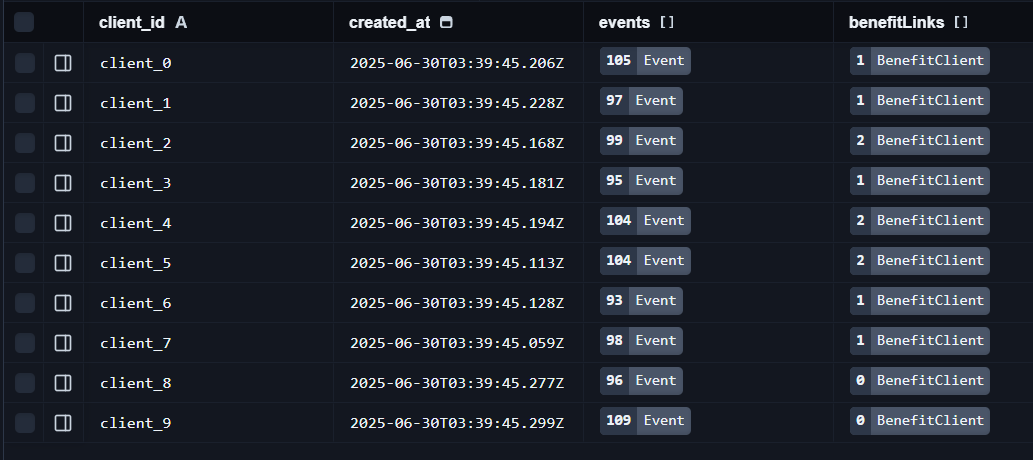 client_id A created_at events [] benefitLinks []
client_0 2025-06-30T03:39:45.206Z 105 Event 1 BenefitClient
client_1 2025-06-30T03:39:45.228Z 97 Event 1 BenefitClient
client_2 2025-06-30T03:39:45.168Z 99 Event 2 BenefitClient
client_3 2025-06-30T03:39:45.181Z 95 Event 1 BenefitClient
client_4 2025-06-30T03:39:45.194Z 104 Event 2 BenefitClient
client_5 2025-06-30T03:39:45.113Z 104 Event 2 BenefitClient
client_6 2025-06-30T03:39:45.128Z 93 Event 1 BenefitClient
client_7 2025-06-30T03:39:45.059Z 98 Event 1 BenefitClient
client_8 2025-06-30T03:39:45.277Z 96 Event 0 BenefitClient
client_9 2025-06-30T03:39:45.299Z 109 Event 0 BenefitClient